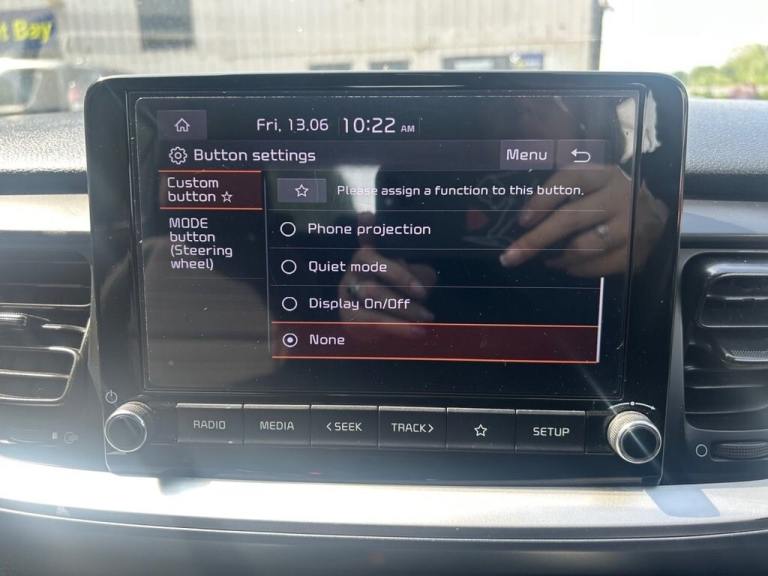 t Bay
Fri, 13.06 10:22 AM
Button settings Menu
Custom
button ☆
☆ Please assign a function to this button.
MODE
button
(Steering
wheel)
Phone projection
Quiet mode
Display On/Off
None
RADIO MEDIA <SEEK TRACK> ☆ SETUP